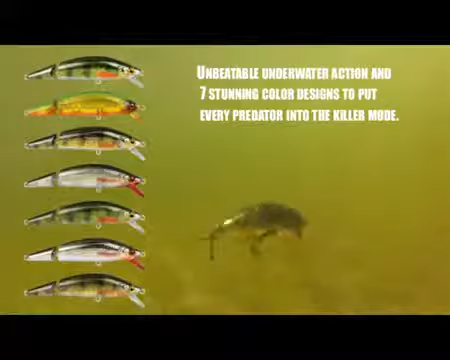 Unbeatable underwater action and
7 stunning color designs to put
every predator into the killer mode.